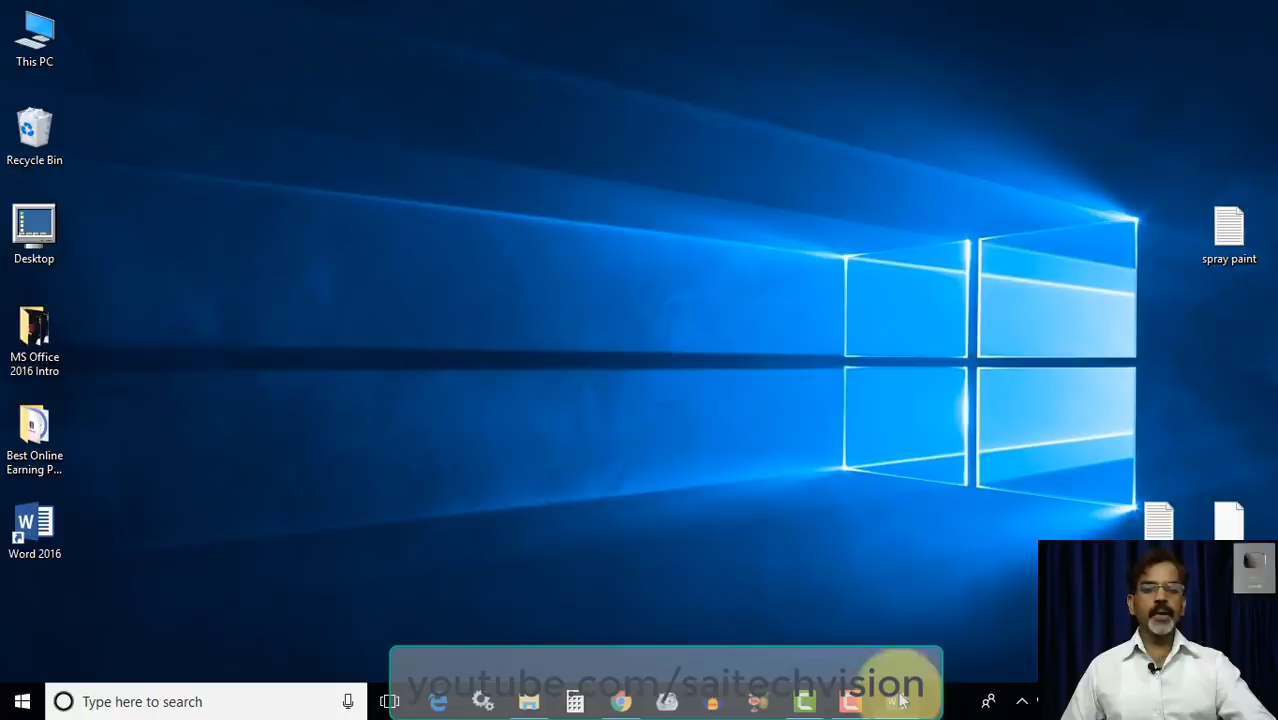 This PC
Recycle Bin
Desktop
MS Office
2016 Intro
Best Online
Earning P...
Word 2016
spray paint
youtube.com/saitechvision
Type here to search